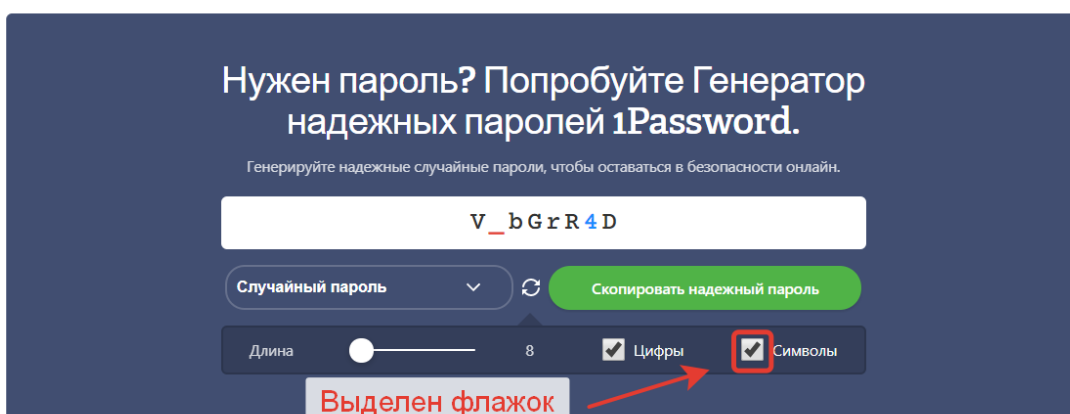 Нужен пароль? Попробуйте Генератор
надежных паролей 1Password.
Генерируйте надежные случайные пароли, чтобы оставаться в безопасности онлайн.
V_bGrR4D
Случайный пароль
Скопировать надежный пароль
Длина 8 Цифры Символы
Выделен флажок